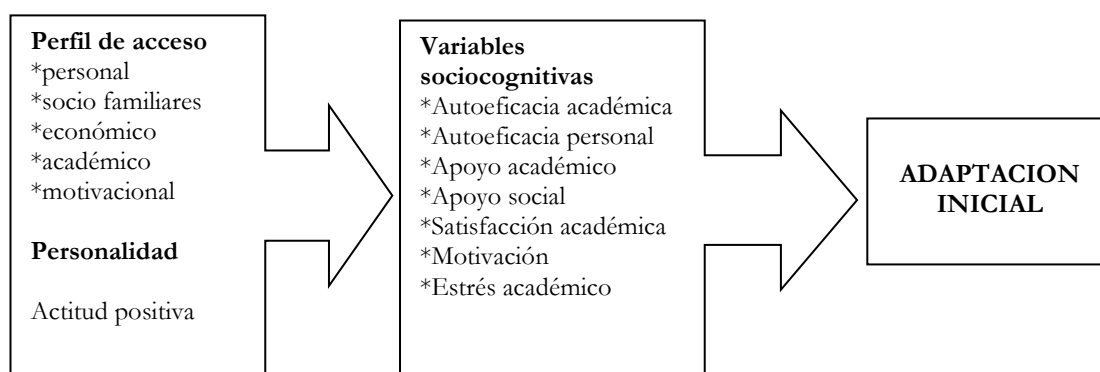 Perfil de acceso
*personal
*socio familiares
*económico
*académico
*motivacional
Personalidad
Actitud positiva
Variables
sociocognitivas
*Autoeficacia académica
*Autoeficacia personal
*Apoyo académico
*Apoyo social
*Satisfacción académica
*Motivación
*Estrés académico
ADAPTACION
INICIAL